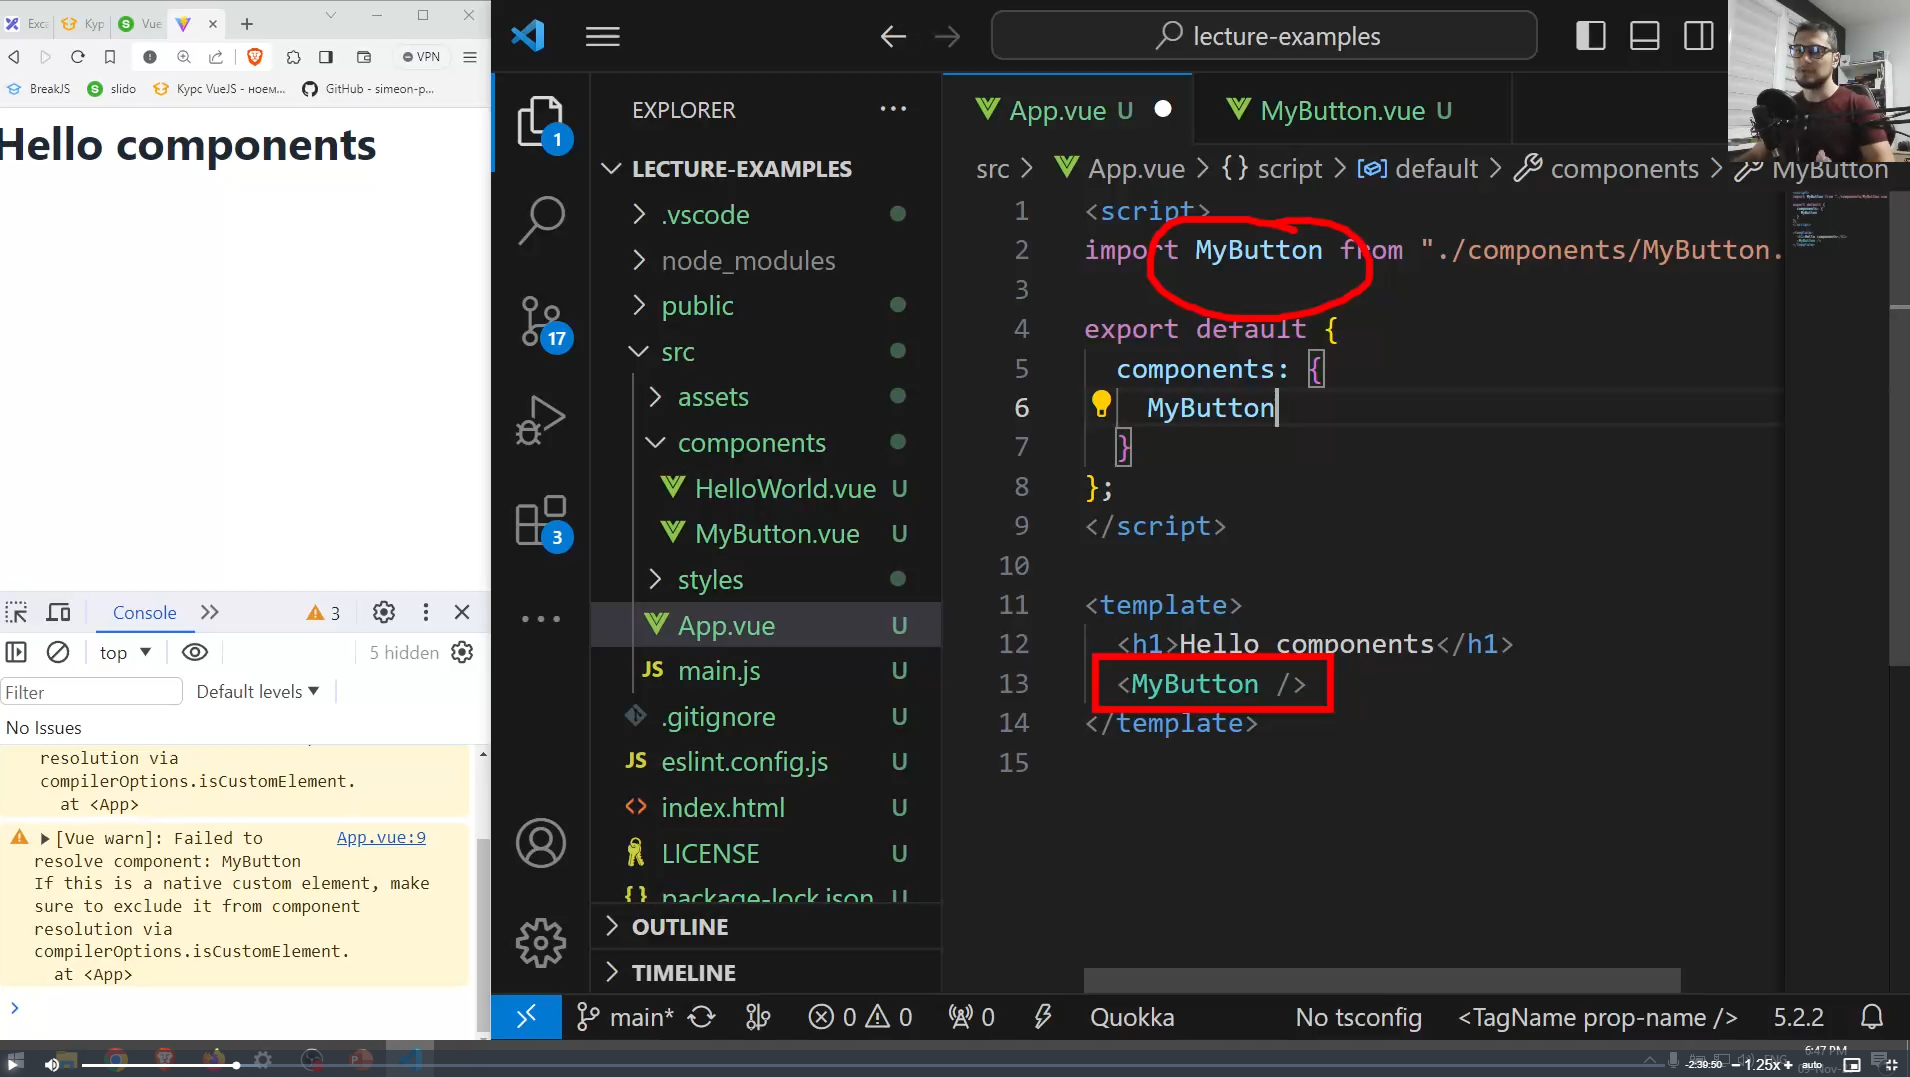 Exc
Кур
Vue
VPN
BreakJS
slido
Курс VueJS - ноем...
GitHub - simeon-p...
Hello components
Console
3
top
5 hidden
Filter
Default levels
No Issues
resolution via
compilerOptions.isCustomElement.
at <App>
[Vue warn]: Failed to
App.vue:9
resolve component: MyButton
If this is a native custom element, make
sure to exclude it from component
resolution via
compilerOptions.isCustomElement.
at <App>
lecture-examples
1
17
3
EXPLORER
LECTURE-EXAMPLES
.vscode
node_modules
public
src
assets
components
HelloWorld.vue U
MyButton.vue U
styles
App.vue U
JS main.js U
.gitignore U
JS eslint.config.js U
index.html U
LICENSE U
package-lock.json U
OUTLINE
TIMELINE
App.vue U
MyButton.vue U
src > App.vue > {} script > default > components > MyButton
1 <script>
2 import MyButton from "./components/MyButton.
3
4 export default {
5 components: {
6 MyButton
7 }
8 };
9 </script>
10
11 <template>
12 <h1>Hello components</h1>
13 <MyButton />
14 </template>
15
main*
0
0
0
Quokka
No tsconfig
<TagName prop-name />
5.2.2
6:47 PM
-2:39:50
− 1.25x +
auto